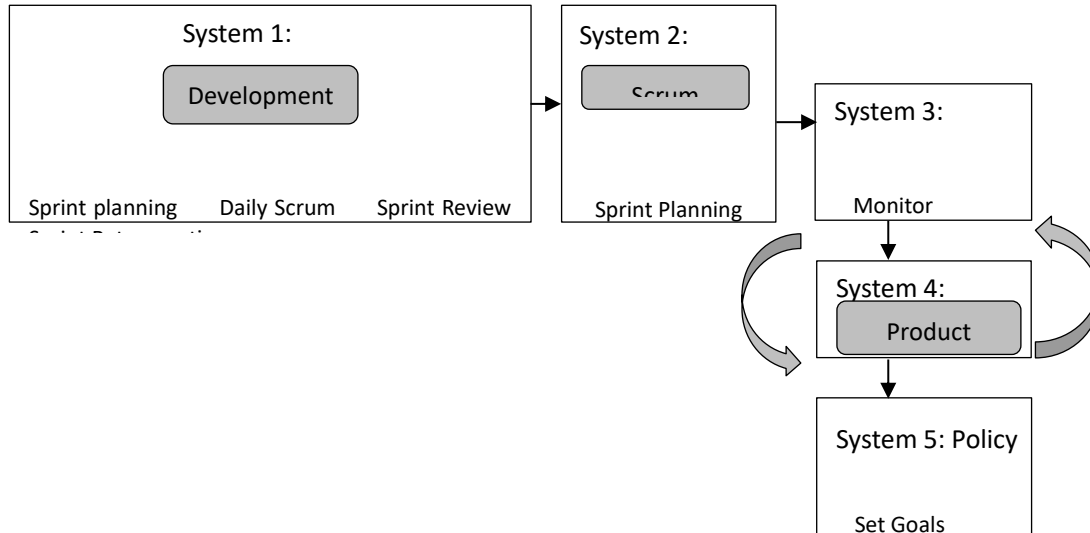 System 1:
Development
Sprint planning Daily Scrum Sprint Review
System 2:
Scrum
Sprint Planning
System 3:
Monitor
System 4:
Product
System 5: Policy
Set Goals